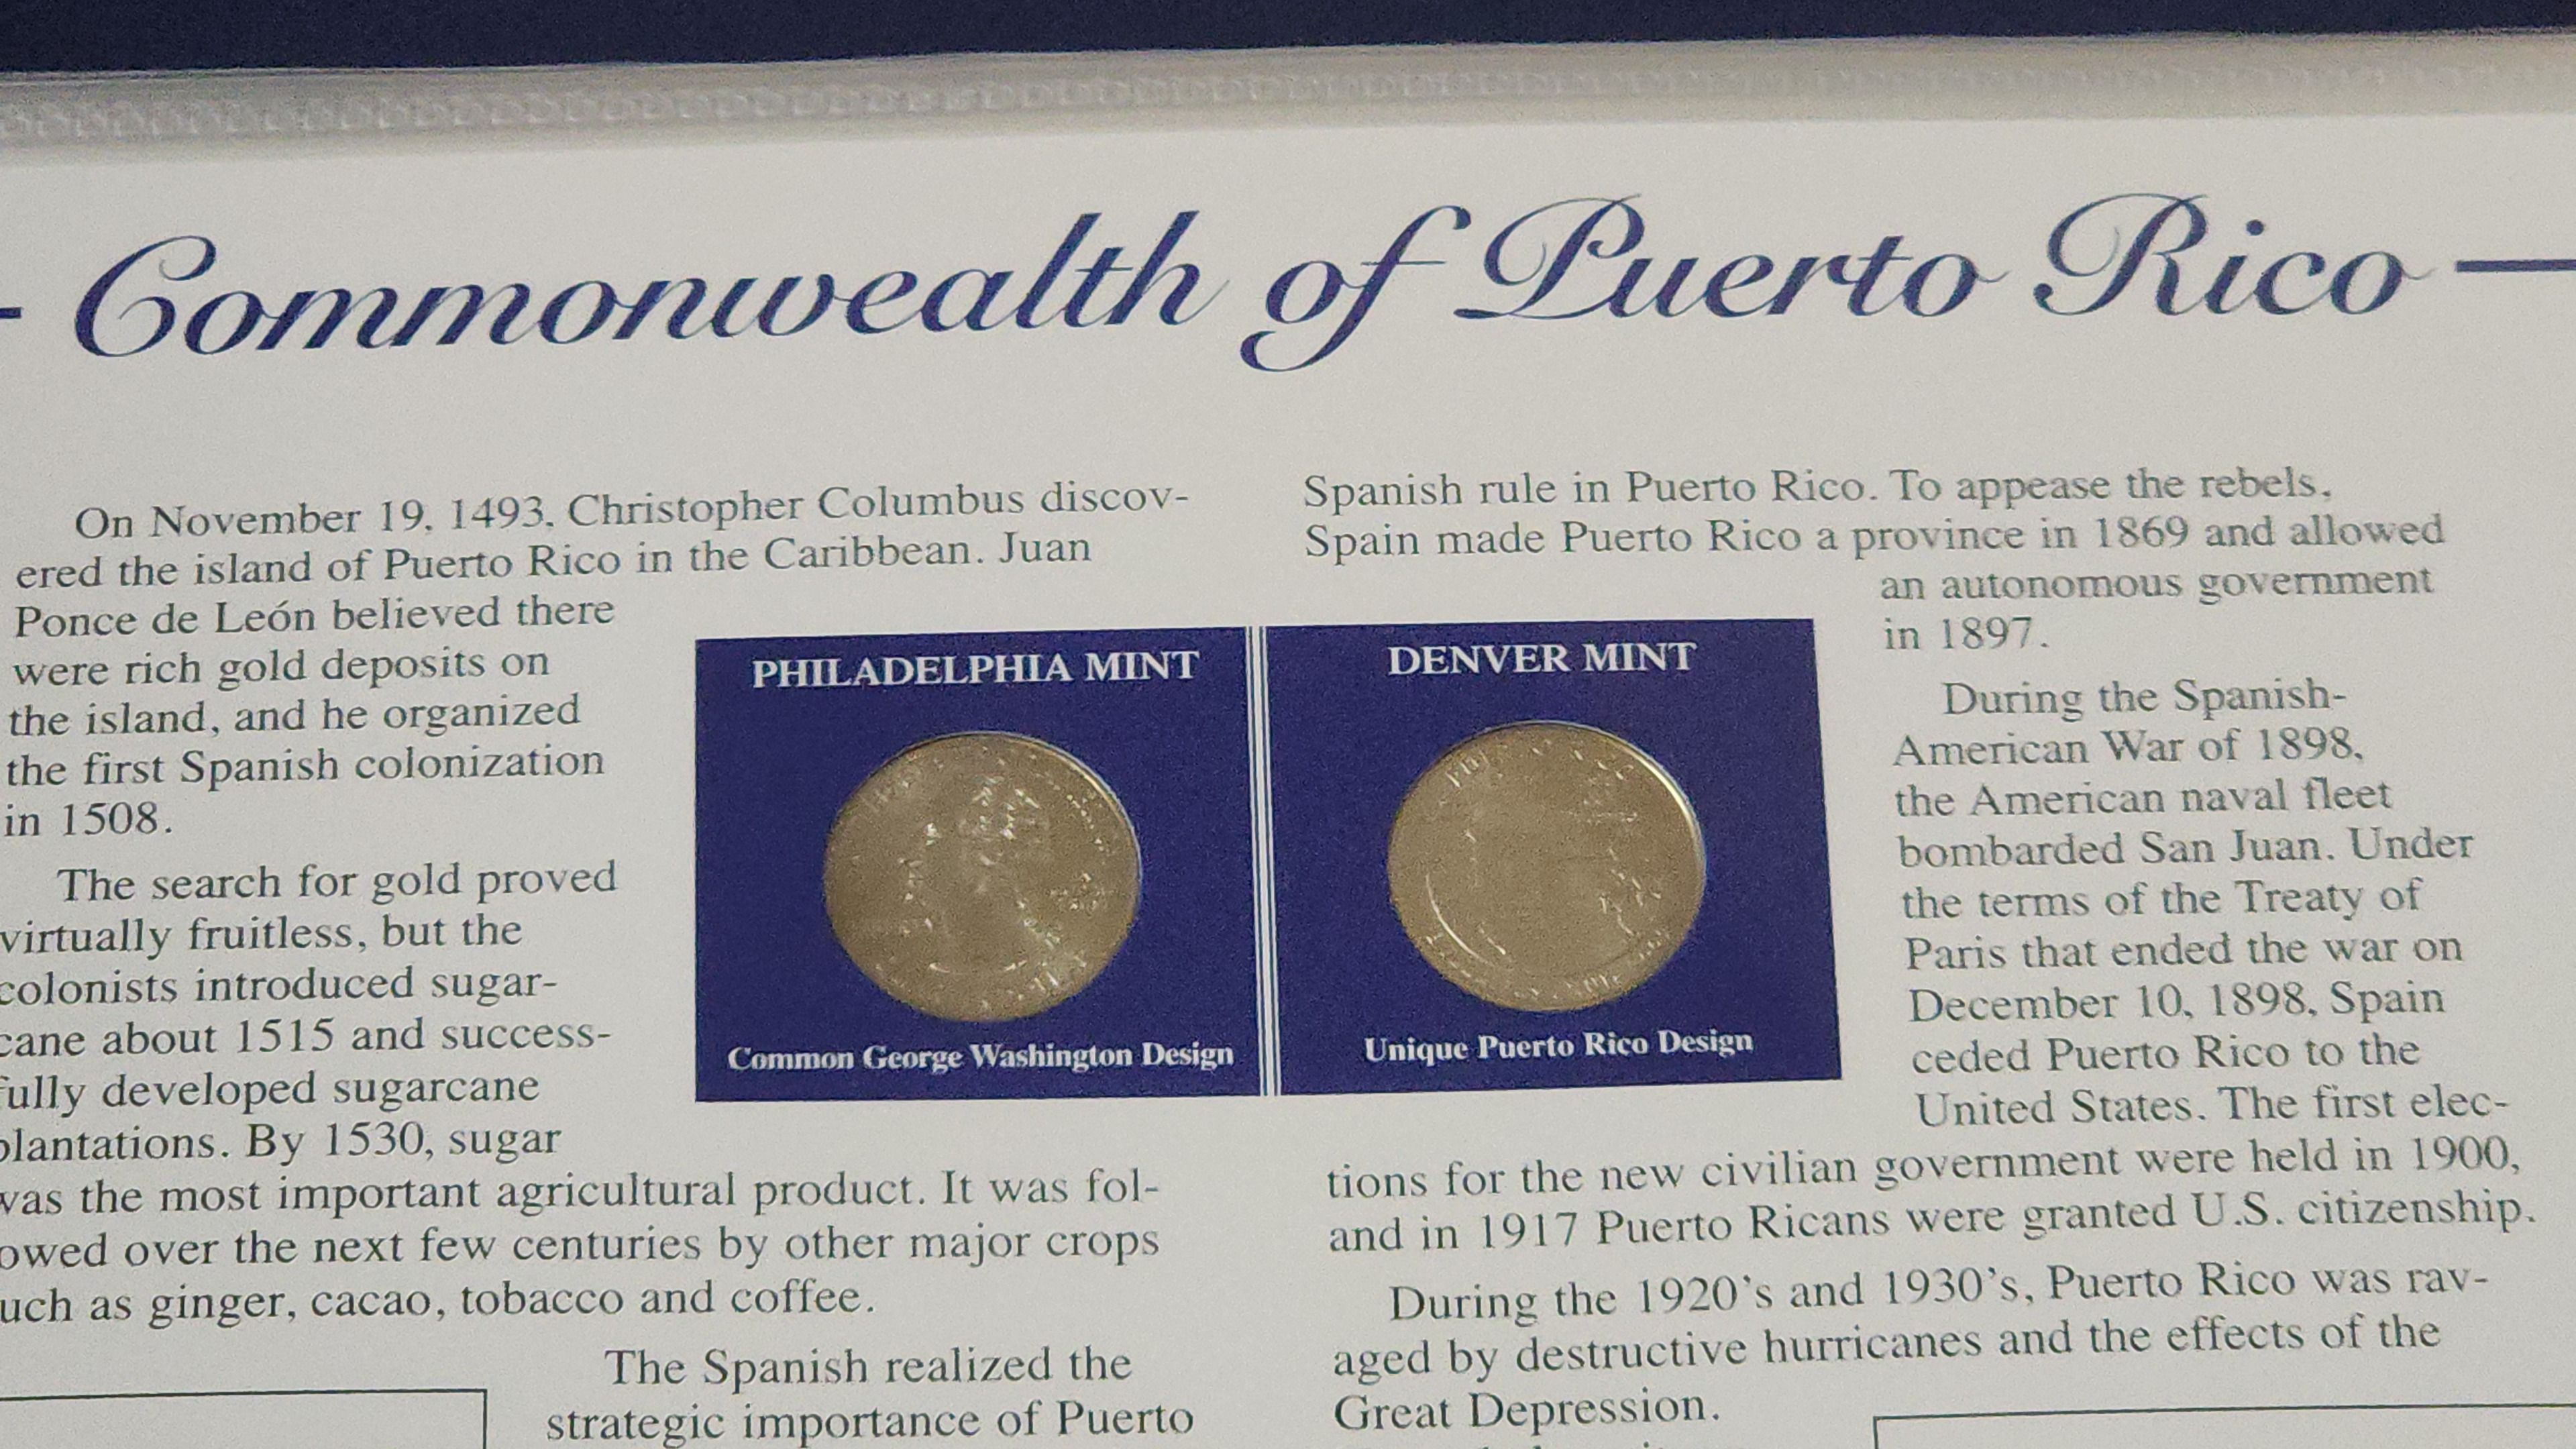 Commonwealth of Puerto Rico
On November 19, 1493, Christopher Columbus discov-
ered the island of Puerto Rico in the Caribbean. Juan
Ponce de León believed there
were rich gold deposits on
the island, and he organized
the first Spanish colonization
in 1508.
The search for gold proved
virtually fruitless, but the
colonists introduced sugar-
cane about 1515 and success-
fully developed sugarcane
plantations. By 1530, sugar
was the most important agricultural product. It was fol-
owed over the next few centuries by other major crops
uch as ginger, cacao, tobacco and coffee.
The Spanish realized the
strategic importance of Puerto
PHILADELPHIA MINT
Common George Washington Design
DENVER MINT
Unique Puerto Rico Design
Spanish rule in Puerto Rico. To appease the rebels,
Spain made Puerto Rico a province in 1869 and allowed
an autonomous government
in 1897.
During the Spanish-
American War of 1898,
the American naval fleet
bombarded San Juan. Under
the terms of the Treaty of
Paris that ended the war on
December 10, 1898, Spain
ceded Puerto Rico to the
United States. The first elec-
tions for the new civilian government were held in 1900,
and in 1917 Puerto Ricans were granted U.S. citizenship.
During the 1920's and 1930's, Puerto Rico was rav-
aged by destructive hurricanes and the effects of the
Great Depression.